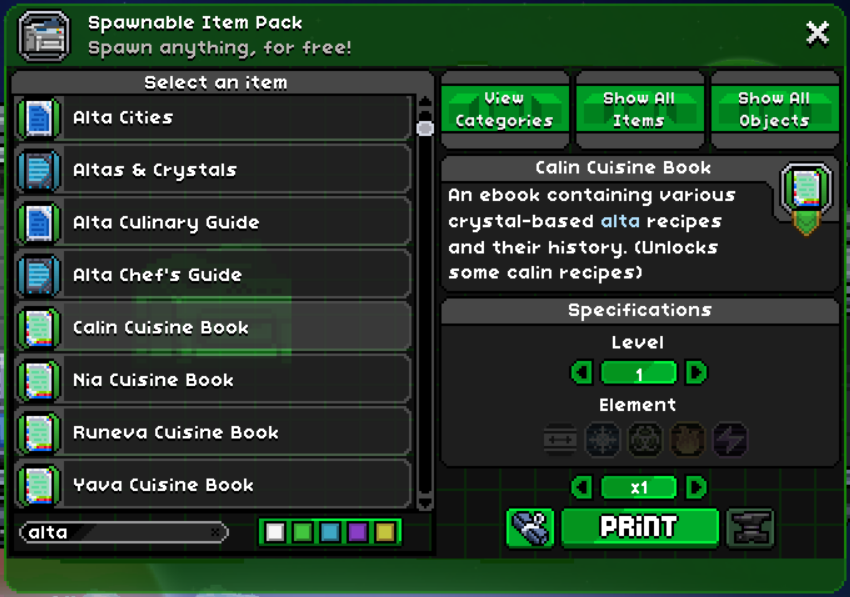 Spawnable Item Pack
Spawn anything, for free!
Select an item
Alta Cities
Altas & Crystals
Alta Culinary Guide
Alta Chef's Guide
Calin Cuisine Book
Nia Cuisine Book
Runeva Cuisine Book
Yava Cuisine Book
alta
View
Categories
Show All
Items
Show All
Objects
Calin Cuisine Book
An ebook containing various
crystal-based alta recipes
and their history. (Unlocks
some calin recipes)
Specifications
Level
1
Element
x1
PRINT